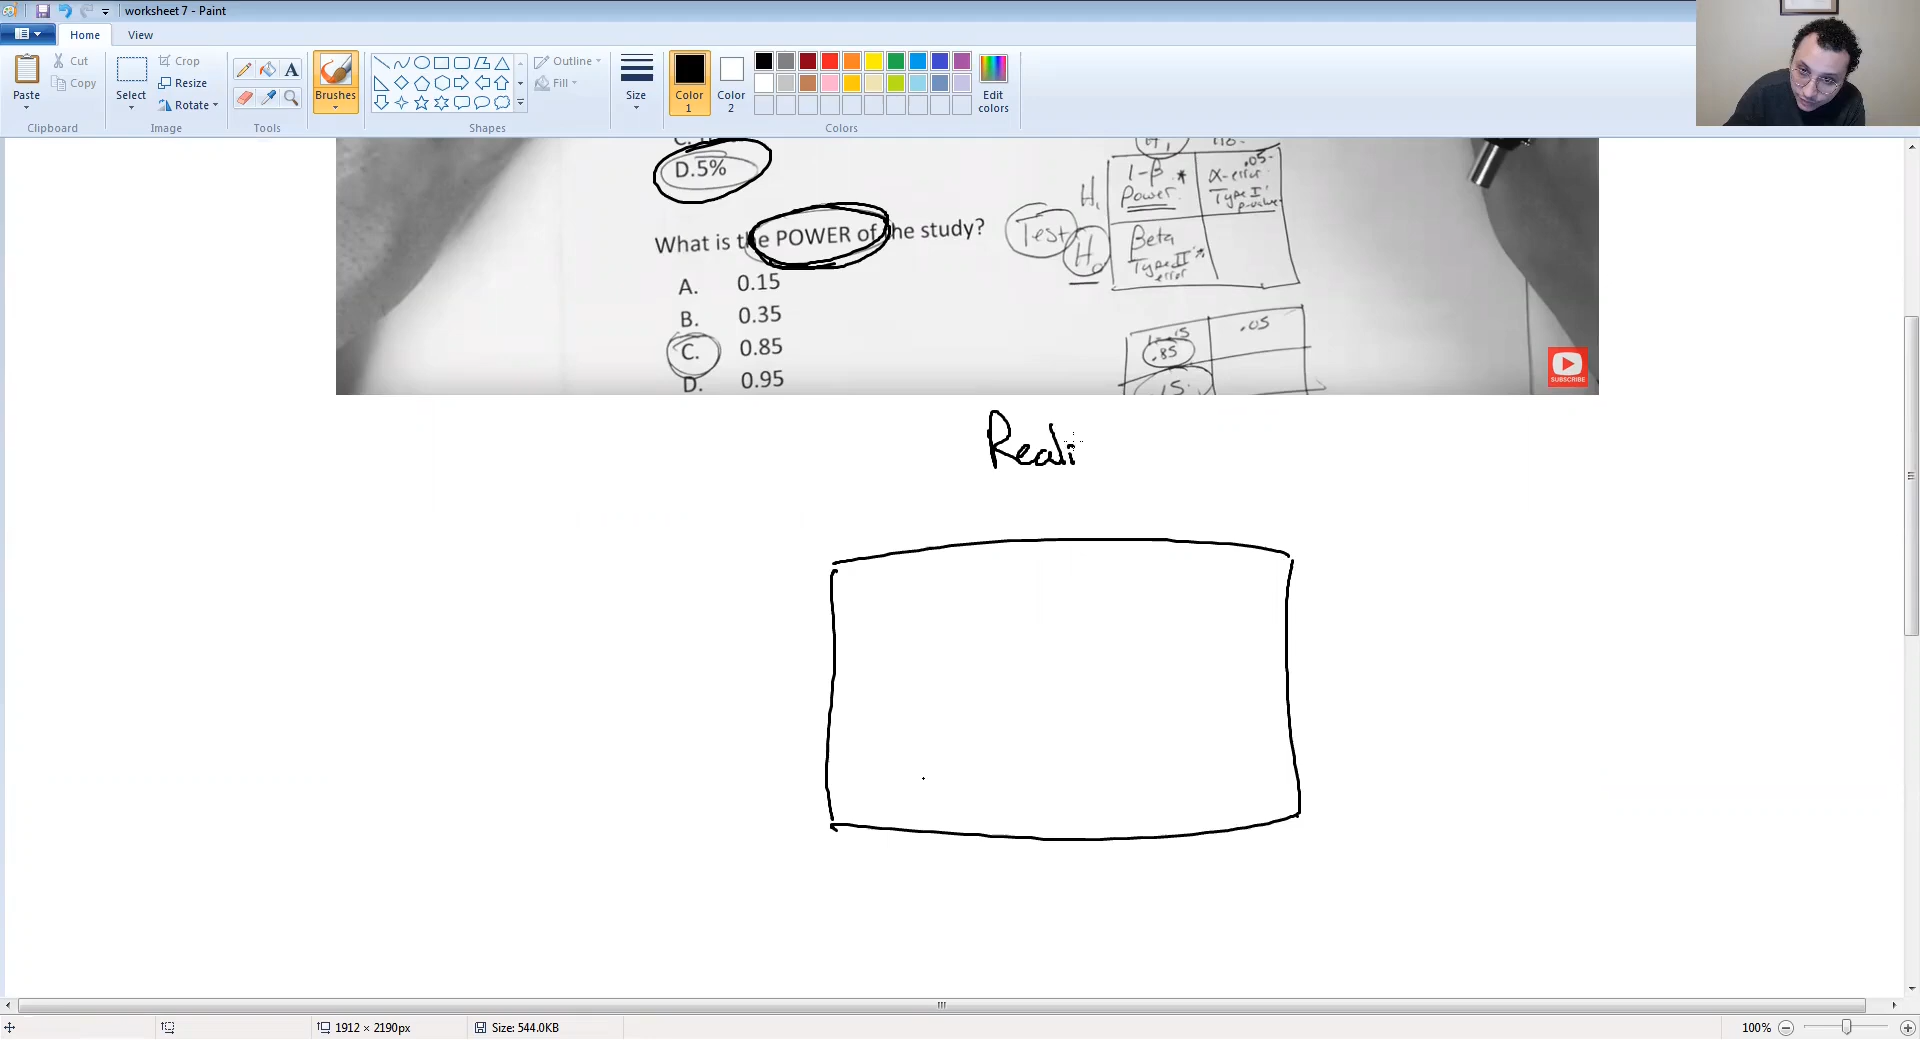 worksheet 7 - Paint
Home View
Cut
Copy
Paste
Clipboard
Crop
Resize
Rotate
Select
Image
Tools
Brushes
Outline
Fill
Shapes
Size
Color 1
Color 2
Edit colors
Colors
D.5%
What is the POWER of the study?
A. 0.15
B. 0.35
C. 0.85
D. 0.95
H₁
Test
H₀
1-β *
Power
.05
α-error
Type I
p-value
Beta
Type II *
error
.05
.85
.15
SUBSCRIBE
Reali
1912 × 2190px
Size: 544.0KB
100%